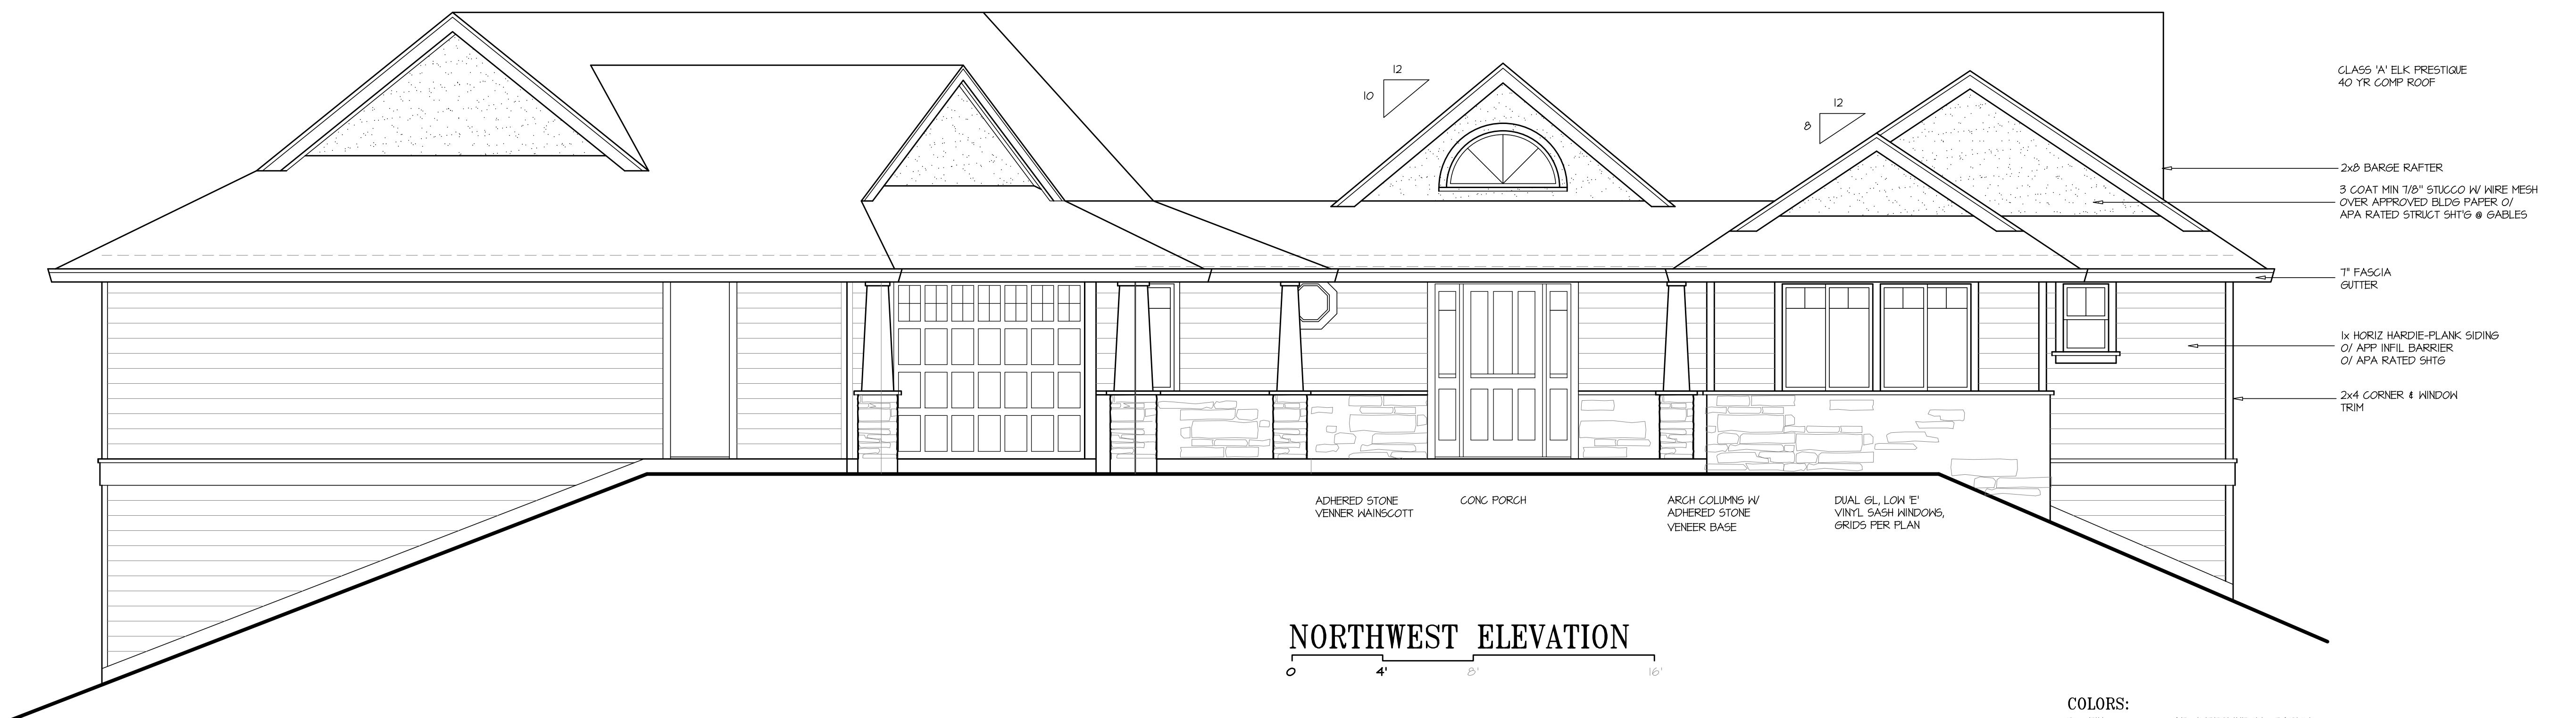 12
10
12
8
CLASS 'A' ELK PRESTIQUE
40 YR COMP ROOF
2x8 BARGE RAFTER
3 COAT MIN 7/8" STUCCO W/ WIRE MESH
OVER APPROVED BLDG PAPER O/
APA RATED STRUCT SHT'G @ GABLES
7" FASCIA
GUTTER
1x HORIZ HARDIE-PLANK SIDING
O/ APP INFIL BARRIER
O/ APA RATED SHTG
2x4 CORNER & WINDOW
TRIM
ADHERED STONE
VENNER WAINSCOTT
CONC PORCH
ARCH COLUMNS W/
ADHERED STONE
VENEER BASE
DUAL GL, LOW 'E'
VINYL SASH WINDOWS,
GRIDS PER PLAN
NORTHWEST ELEVATION
0 4' 8' 16'
COLORS: